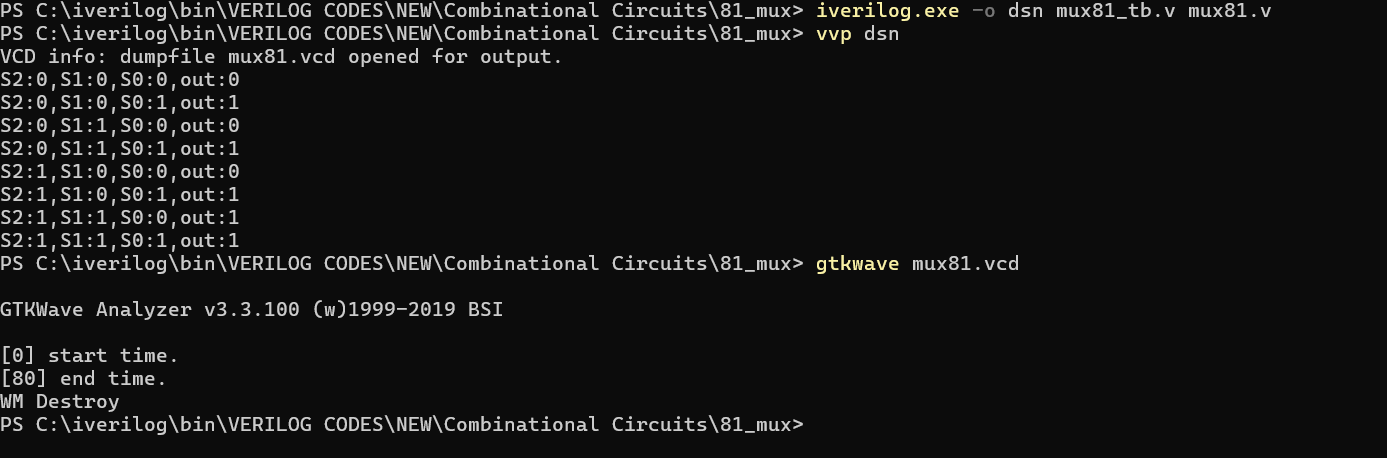 PS C:\iverilog\bin\VERILOG CODES\NEW\Combinational Circuits\81_mux> iverilog.exe -o dsn mux81_tb.v mux81.v
PS C:\iverilog\bin\VERILOG CODES\NEW\Combinational Circuits\81_mux> vvp dsn
VCD info: dumpfile mux81.vcd opened for output.
S2:0,S1:0,S0:0,out:0
S2:0,S1:0,S0:1,out:1
S2:0,S1:1,S0:0,out:0
S2:0,S1:1,S0:1,out:1
S2:1,S1:0,S0:0,out:0
S2:1,S1:0,S0:1,out:1
S2:1,S1:1,S0:0,out:1
S2:1,S1:1,S0:1,out:1
PS C:\iverilog\bin\VERILOG CODES\NEW\Combinational Circuits\81_mux> gtkwave mux81.vcd
GTKWave Analyzer v3.3.100 (w)1999-2019 BSI
[0] start time.
[80] end time.
WM Destroy
PS C:\iverilog\bin\VERILOG CODES\NEW\Combinational Circuits\81_mux>